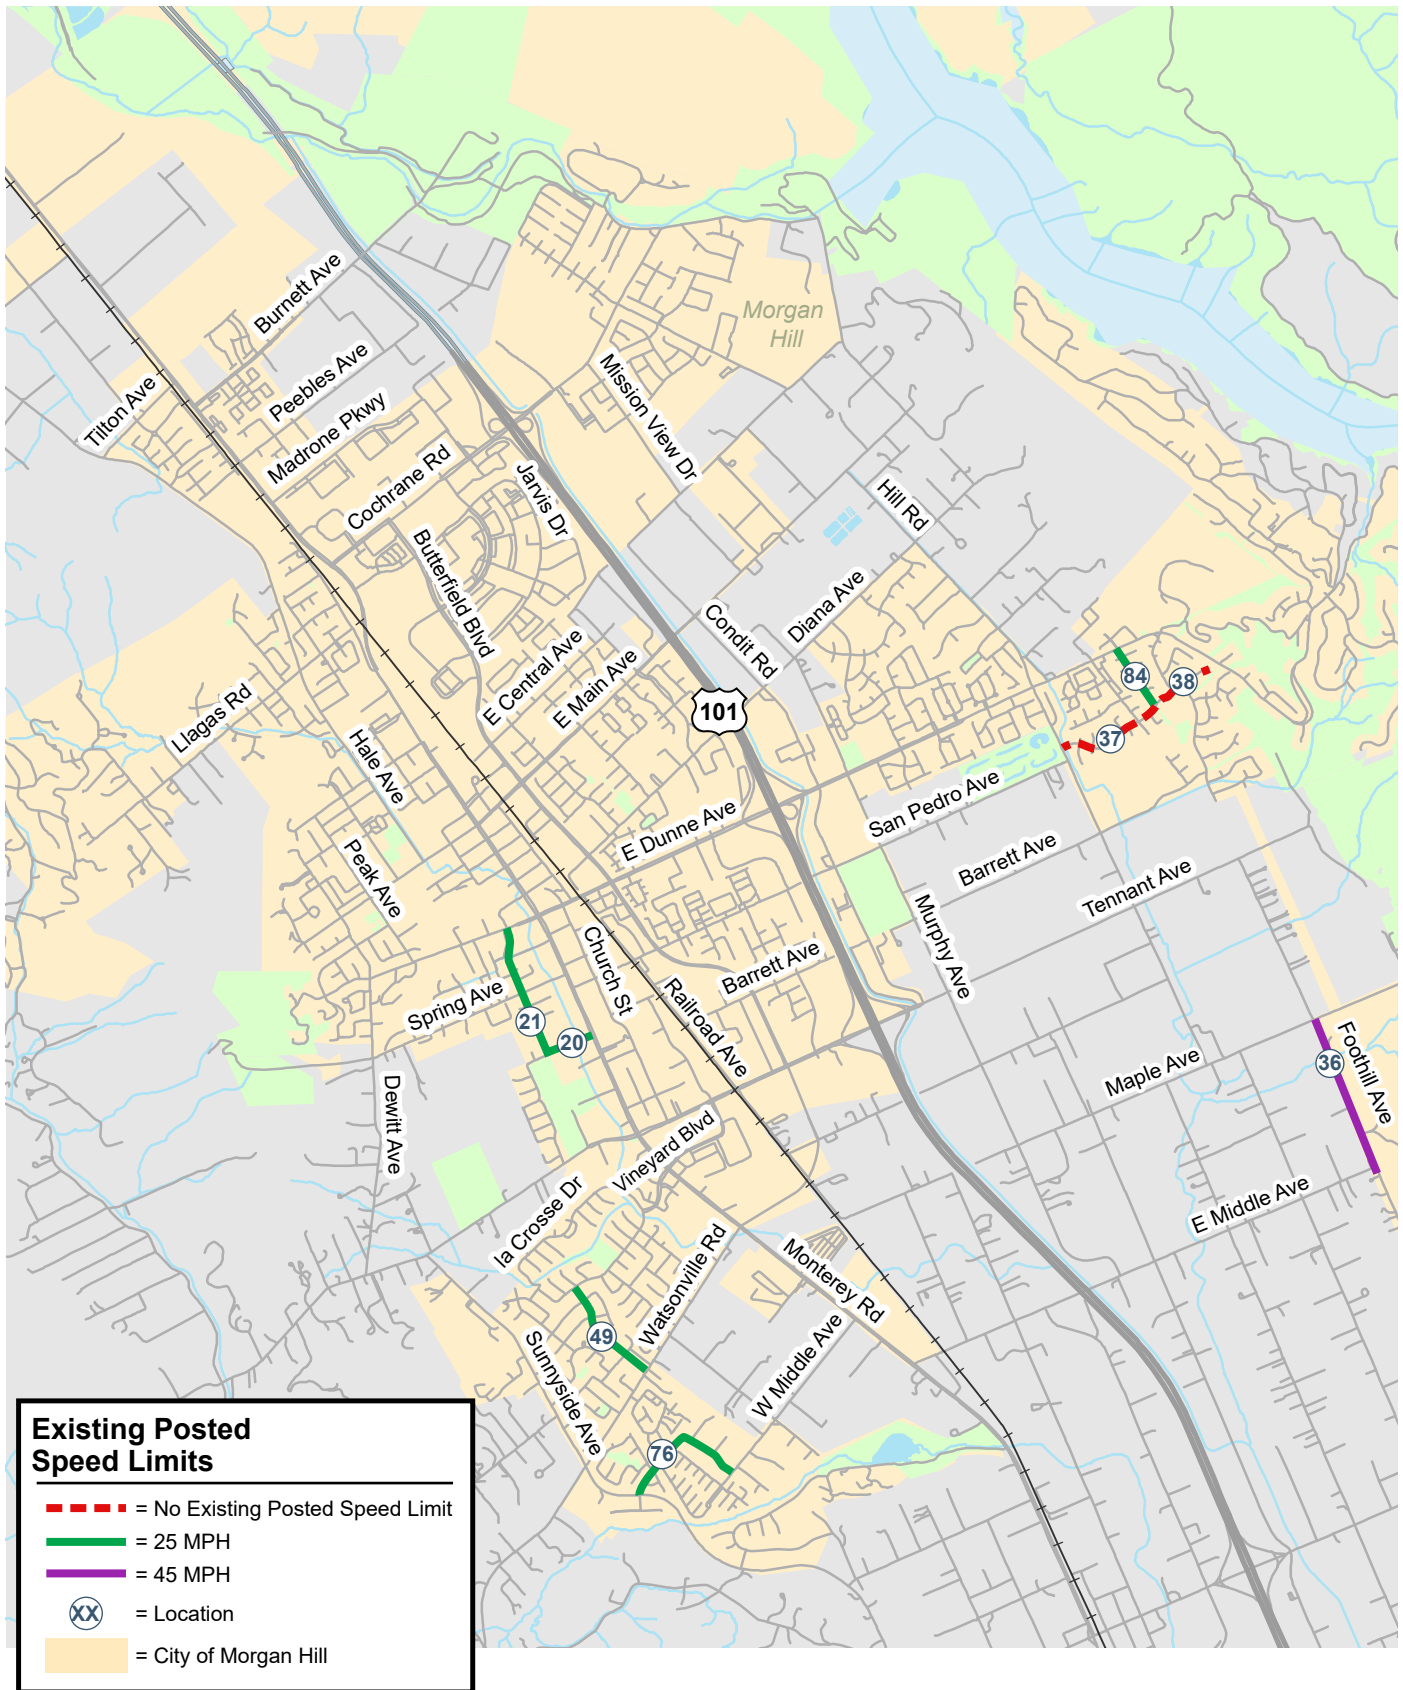 Morgan
Hill
Burnett Ave
Peebles Ave
Tilton Ave
Madrone Pkwy
Mission View Dr
Cochrane Rd
Jarvis Dr
Hill Rd
Butterfield Blvd
Diana Ave
Condit Rd
E Central Ave
E Main Ave
84
38
101
37
Llagas Rd
Hale Ave
San Pedro Ave
E Dunne Ave
Peak Ave
Barrett Ave
Tennant Ave
Murphy Ave
Church St
Barrett Ave
Spring Ave
21
20
Railroad Ave
Foothill Ave
36
Maple Ave
Dewitt Ave
Vineyard Blvd
la Crosse Dr
E Middle Ave
Watsonville Rd
Monterey Rd
49
Sunnyside Ave
W Middle Ave
76
Existing Posted
Speed Limits
= No Existing Posted Speed Limit
= 25 MPH
= 45 MPH
XX = Location
= City of Morgan Hill